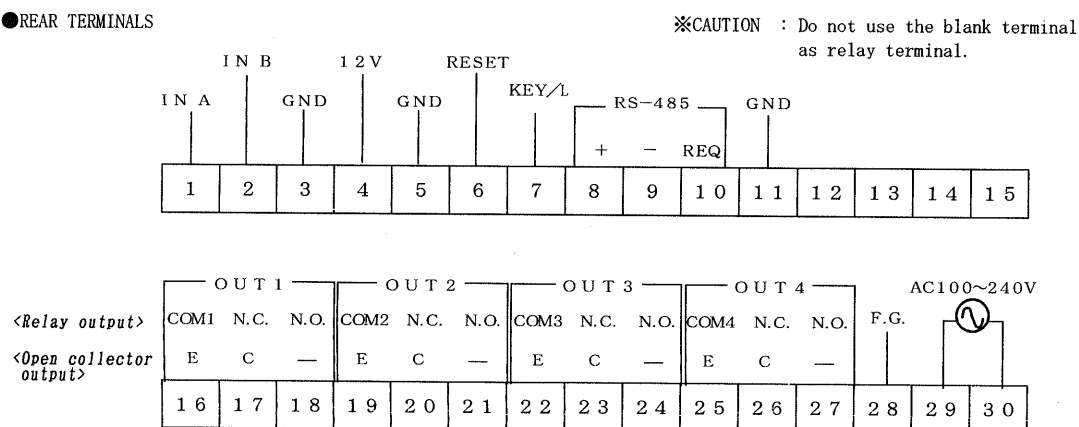 ●REAR TERMINALS
※CAUTION : Do not use the blank terminal
as relay terminal.
IN B 12V RESET
IN A GND GND KEY/L RS-485 GND
+ - REQ
1 2 3 4 5 6 7 8 9 10 11 12 13 14 15
OUT1 OUT2 OUT3 OUT4 AC100~240V
<Relay output> COM1 N.C. N.O. COM2 N.C. N.O. COM3 N.C. N.O. COM4 N.C. N.O. F.G.
<Open collector output> E C — E C — E C — E C —
16 17 18 19 20 21 22 23 24 25 26 27 28 29 30